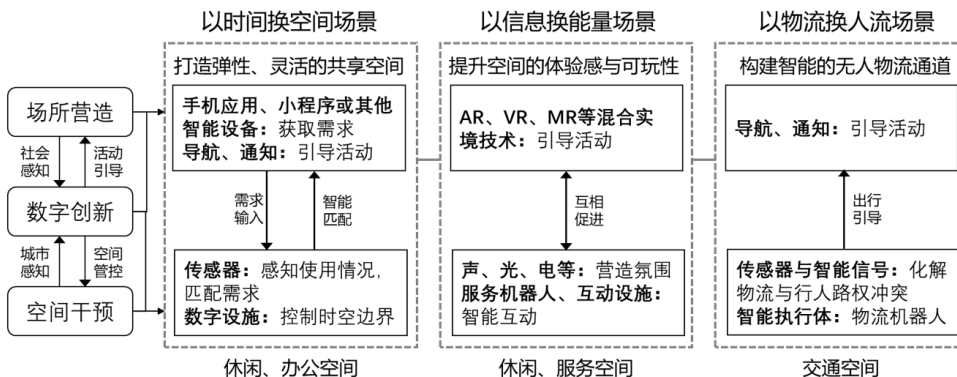 以时间换空间场景
以信息换能量场景
以物流换人流场景
打造弹性、灵活的共享空间
提升空间的体验感与可玩性
构建智能的无人物流通道
场所营造
社会
感知
活动
引导
数字创新
城市
感知
空间
管控
空间干预
手机应用、小程序或其他
智能设备：获取需求
导航、通知：引导活动
需求
输入
智能
匹配
传感器：感知使用情况，
匹配需求
数字设施：控制时空边界
休闲、办公空间
AR、VR、MR等混合实
境技术：引导活动
互相
促进
声、光、电等：营造氛围
服务机器人、互动设施：
智能互动
休闲、服务空间
导航、通知：引导活动
出行
引导
传感器与智能信号：化解
物流与行人路权冲突
智能执行体：物流机器人
交通空间